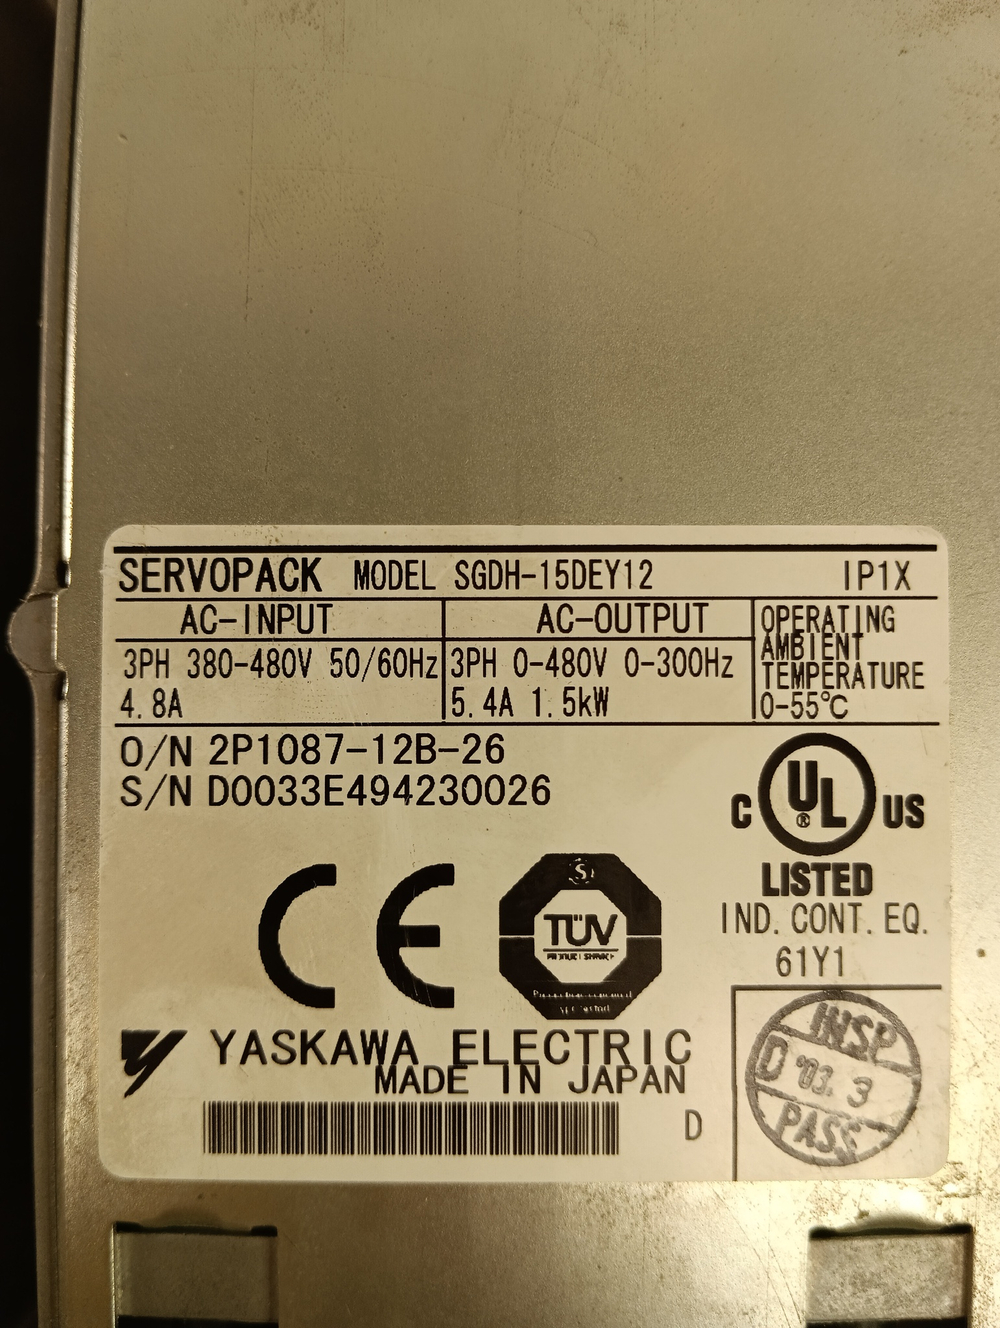 SERVOPACK MODEL SGDH-15DEY12 IP1X
AC-INPUT
3PH 380-480V 50/60Hz
4.8A
AC-OUTPUT
3PH 0-480V 0-300Hz
5.4A 1.5kW
OPERATING
AMBIENT
TEMPERATURE
0-55℃
O/N 2P1087-12B-26
S/N D0033E494230026
C UL ® US
LISTED
IND. CONT. EQ.
61Y1
CE
S
TÜV
PRODUCT SERVICE
YASKAWA ELECTRIC
MADE IN JAPAN
D
INSP
D '03. 3
PASS